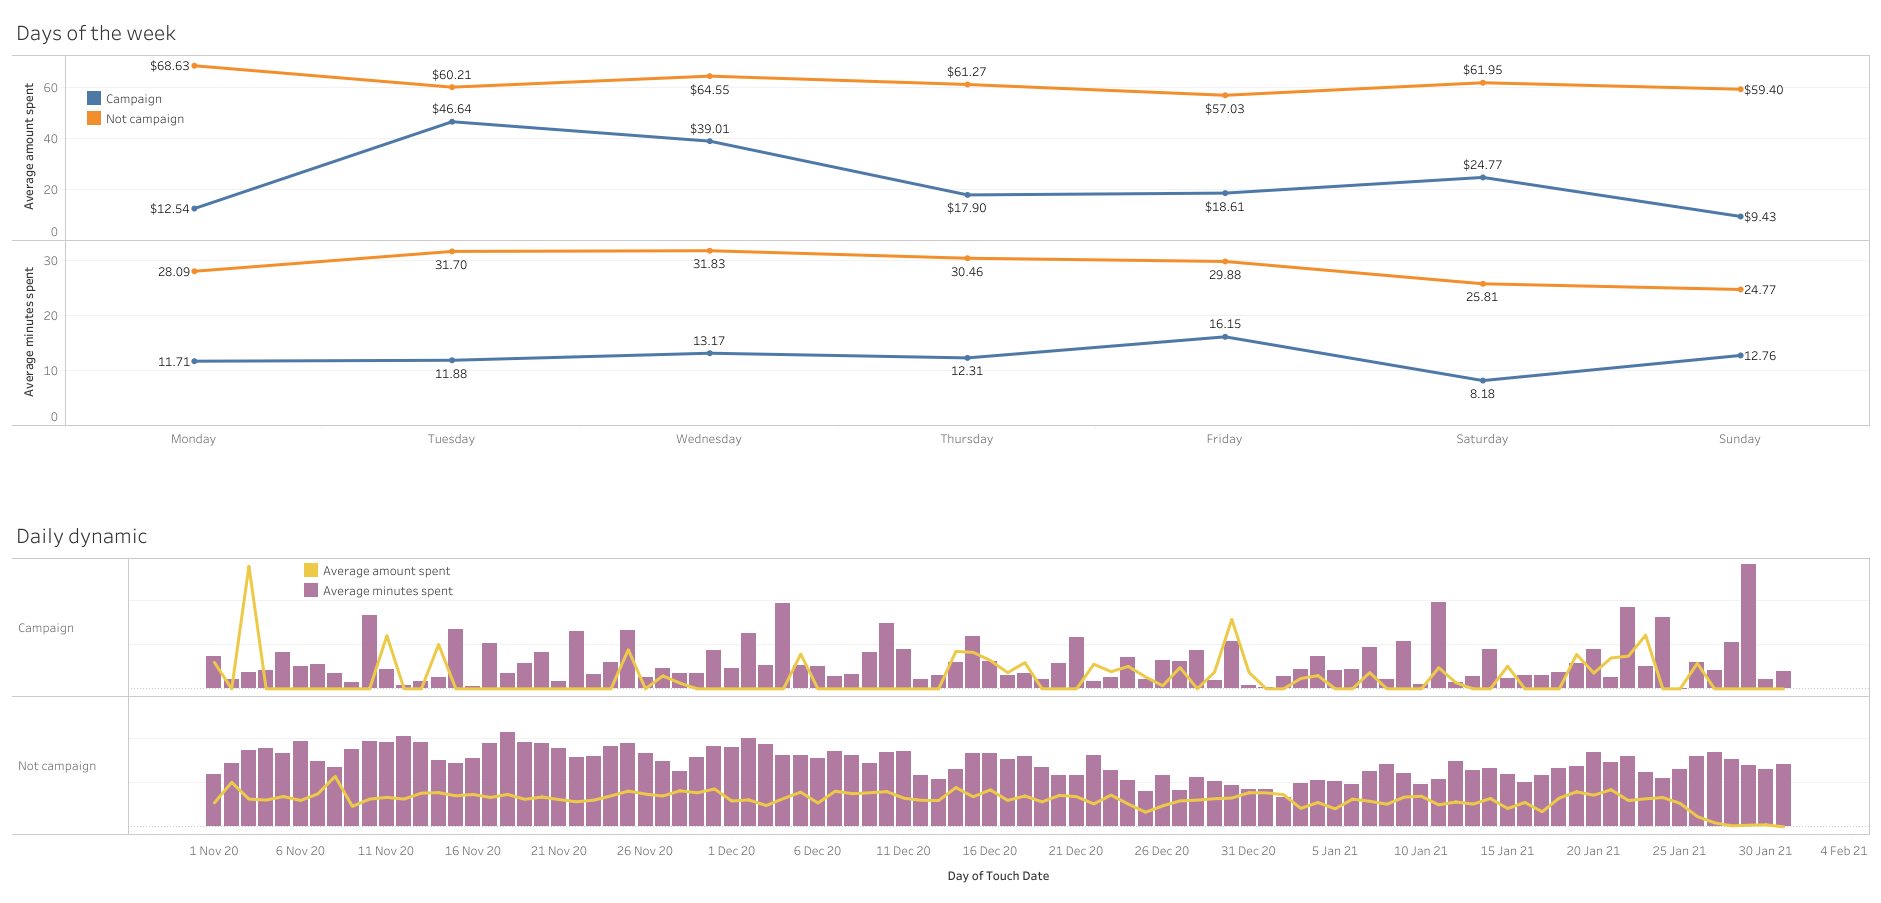 Days of the week
Average amount spent
60
40
20
0
Campaign
Not campaign
$68.63
$60.21
$64.55
$61.27
$57.03
$61.95
$59.40
$12.54
$46.64
$39.01
$17.90
$18.61
$24.77
$9.43
Average minutes spent
30
20
10
0
28.09
31.70
31.83
30.46
29.88
25.81
24.77
11.71
11.88
13.17
12.31
16.15
8.18
12.76
Monday
Tuesday
Wednesday
Thursday
Friday
Saturday
Sunday
Daily dynamic
Average amount spent
Average minutes spent
Campaign
Not campaign
1 Nov 20
6 Nov 20
11 Nov 20
16 Nov 20
21 Nov 20
26 Nov 20
1 Dec 20
6 Dec 20
11 Dec 20
16 Dec 20
21 Dec 20
26 Dec 20
31 Dec 20
5 Jan 21
10 Jan 21
15 Jan 21
20 Jan 21
25 Jan 21
30 Jan 21
4 Feb 21
Day of Touch Date